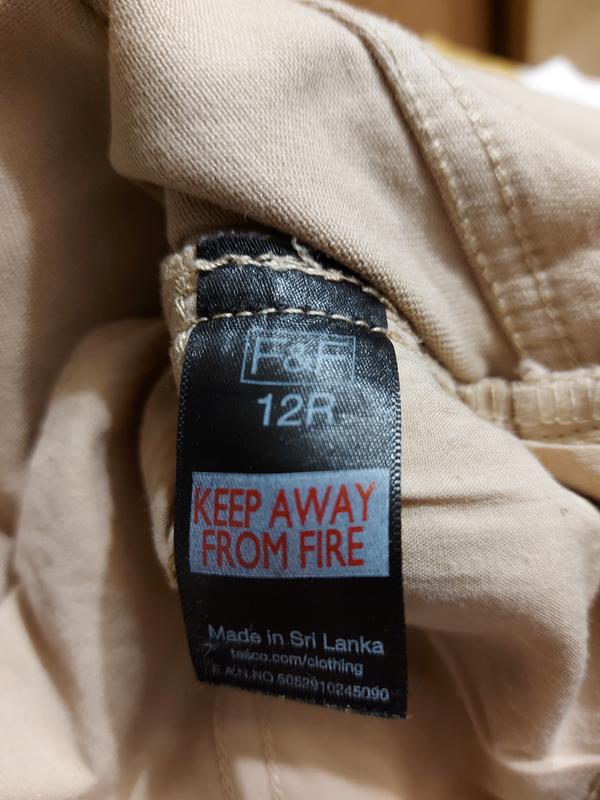 F&F
12R
KEEP AWAY
FROM FIRE
Made in Sri Lanka
tesco.com/clothing
E.A.N.NO 5052910245090